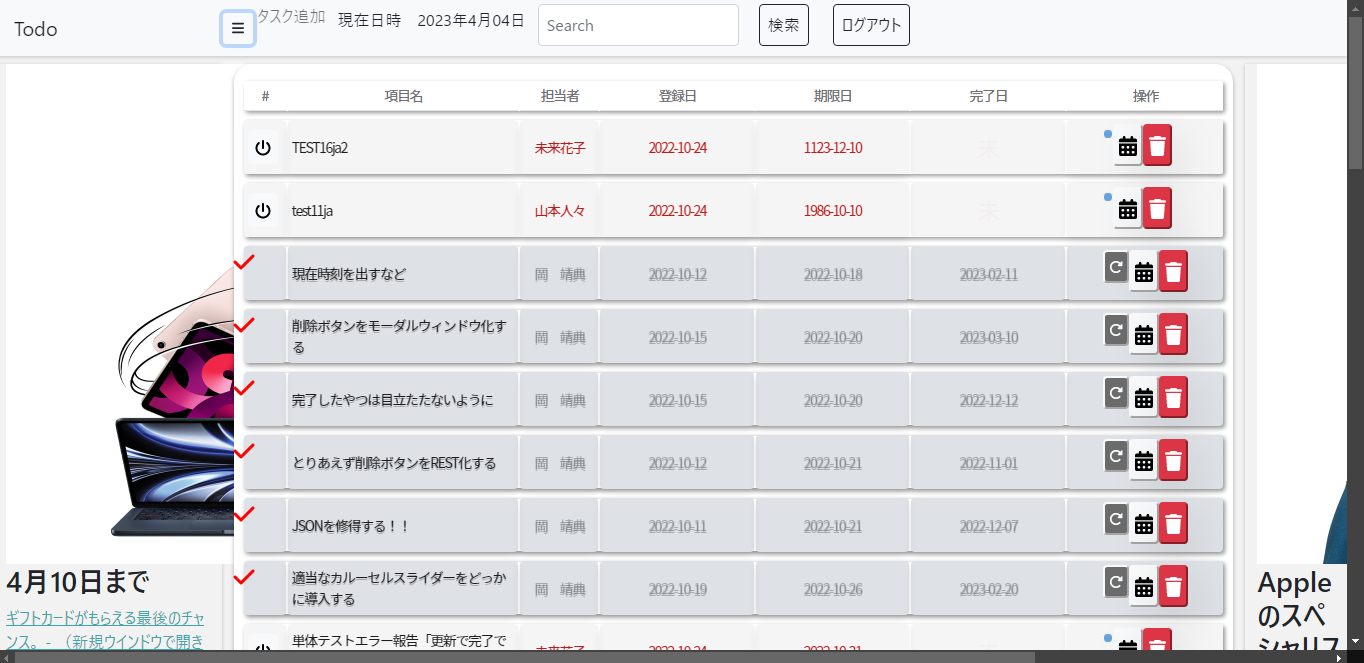 Todo
タスク追加 現在日時 2023年4月04日 Search 検索 ログアウト
# 項目名 担当者 登録日 期限日 完了日 操作
TEST16ja2 未来花子 2022-10-24 1123-12-10 未
test11ja 山本人々 2022-10-24 1986-10-10 未
現在時刻を出すなど 岡 靖典 2022-10-12 2022-10-18 2023-02-11
削除ボタンをモーダルウィンドウ化す
る 岡 靖典 2022-10-15 2022-10-20 2023-03-10
完了したやつは目立たたないように 岡 靖典 2022-10-15 2022-10-20 2022-12-12
とりあえず削除ボタンをREST化する 岡 靖典 2022-10-12 2022-10-21 2022-11-01
JSONを修得する！！ 岡 靖典 2022-10-11 2022-10-21 2022-12-07
適当なカルーセルスライダーをどっか
に導入する 岡 靖典 2022-10-19 2022-10-26 2023-02-20
単体テストエラー報告「更新で完了で
未来花子 2022-10-24 2022-10-31
4月10日まで
ギフトカードがもらえる最後のチャ
ンス。- （新規ウインドウで開き
Apple
のスペ
シャリス